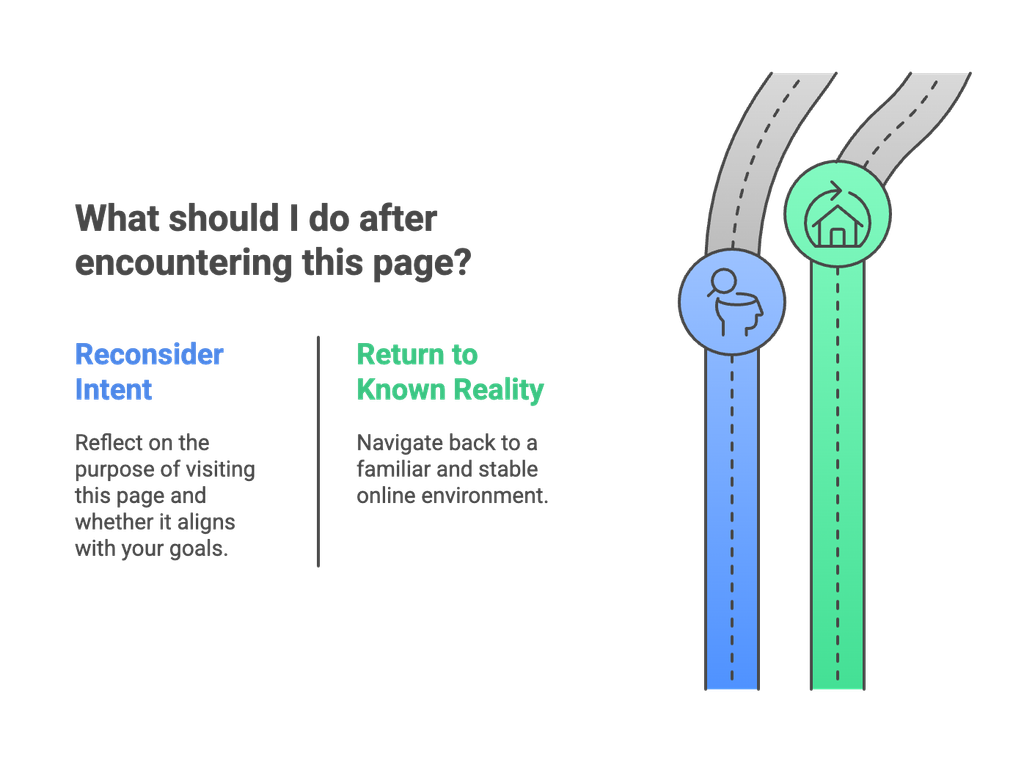 What should I do after
encountering this page?
Reconsider
Intent
Reflect on the
purpose of visiting
this page and
whether it aligns
with your goals.
Return to
Known Reality
Navigate back to a
familiar and stable
online environment.